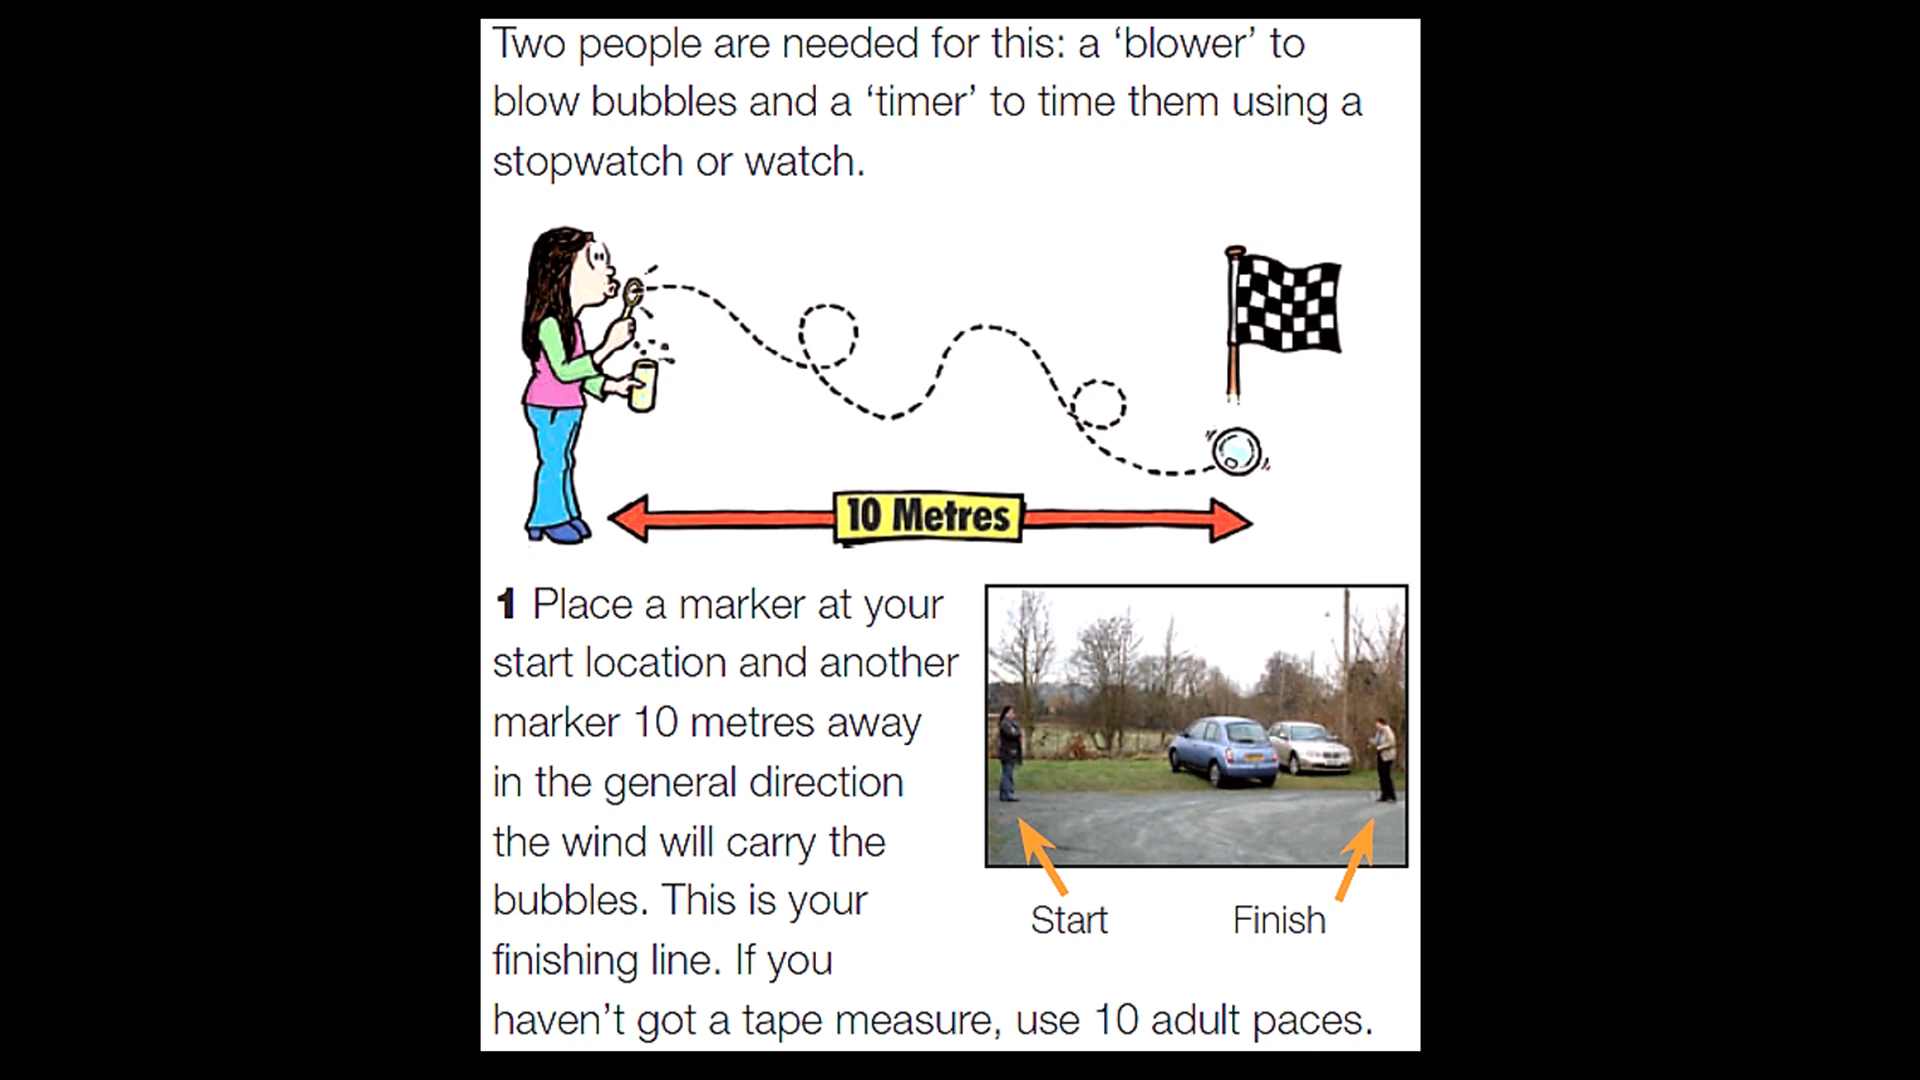 Two people are needed for this: a ‘blower’ to
blow bubbles and a ‘timer’ to time them using a
stopwatch or watch.
10 Metres
1 Place a marker at your
start location and another
marker 10 metres away
in the general direction
the wind will carry the
bubbles. This is your
finishing line. If you
haven’t got a tape measure, use 10 adult paces.
Start
Finish